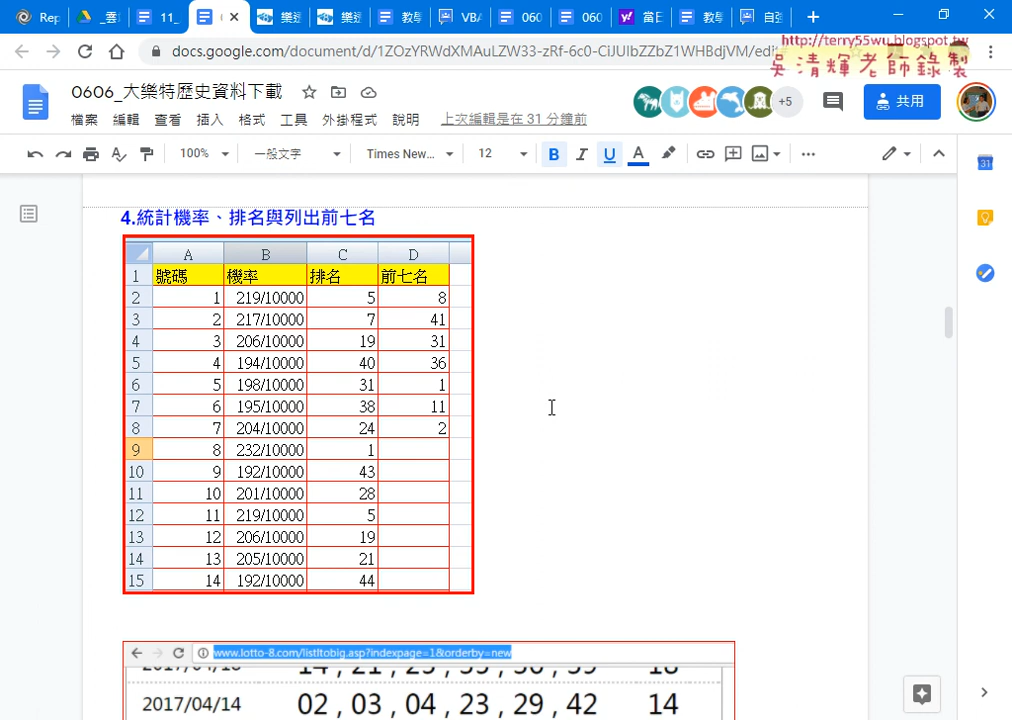 Rep
_雲
11_
樂透
樂透
教學
VBA
060
060
當日
教學
自強
http://terry55wu.blogspot.tw
docs.google.com/document/d/1ZOzYRWdXMAuLZW33-zRf-6c0-CiJUIbZZbZ1WHBdjVM/edit#
吳清輝老師錄製
0606_大樂特歷史資料下載
+5
共用
檔案 編輯 查看 插入 格式 工具 外掛程式 說明 上次編輯是在 31 分鐘前
100% 一般文字 Times New... 12 B I U A
31
4.統計機率、排名與列出前七名
A B C D
1 號碼 機率 排名 前七名
2 1 219/10000 5 8
3 2 217/10000 7 41
4 3 206/10000 19 31
5 4 194/10000 40 36
6 5 198/10000 31 1
7 6 195/10000 38 11
8 7 204/10000 24 2
9 8 232/10000 1
10 9 192/10000 43
11 10 201/10000 28
12 11 219/10000 5
13 12 206/10000 19
14 13 205/10000 21
15 14 192/10000 44
www.lotto-8.com/listltobig.asp?indexpage=1&orderby=new
2017/04/14 02 , 03 , 04 , 23 , 29 , 42 14